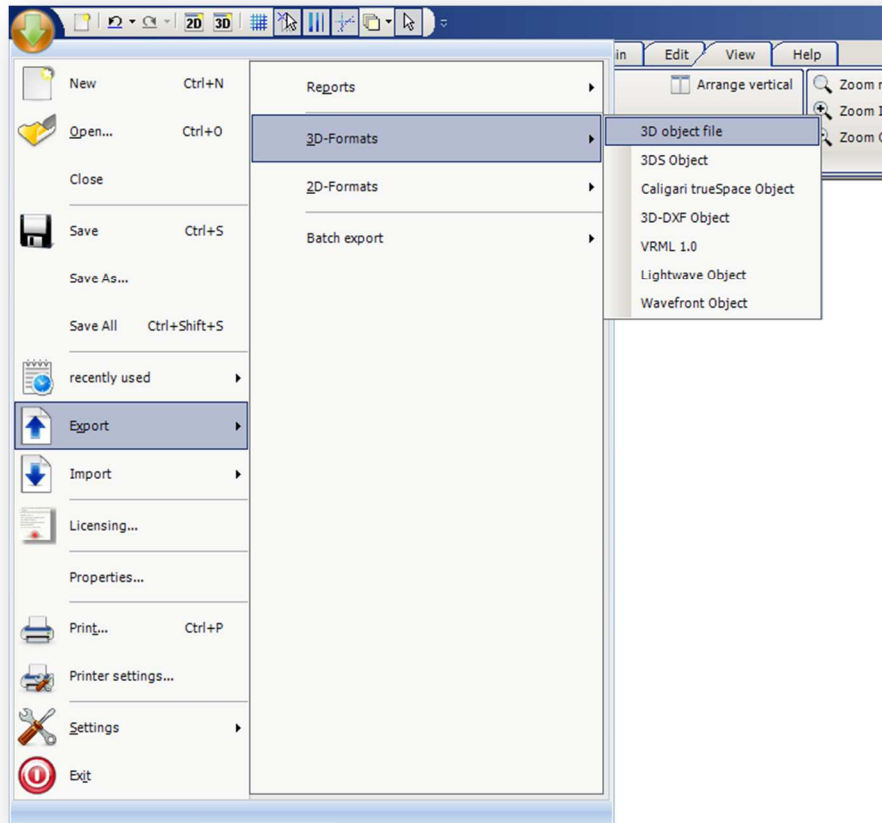 2D 3D
in Edit View Help
Arrange vertical
Zoom
Zoom
Zoom
New Ctrl+N
Open... Ctrl+O
Close
Save Ctrl+S
Save As...
Save All Ctrl+Shift+S
recently used
Export
Import
Licensing...
Properties...
Print... Ctrl+P
Printer settings...
Settings
Exit
Reports
3D-Formats
2D-Formats
Batch export
3D object file
3DS Object
Caligari trueSpace Object
3D-DXF Object
VRML 1.0
Lightwave Object
Wavefront Object